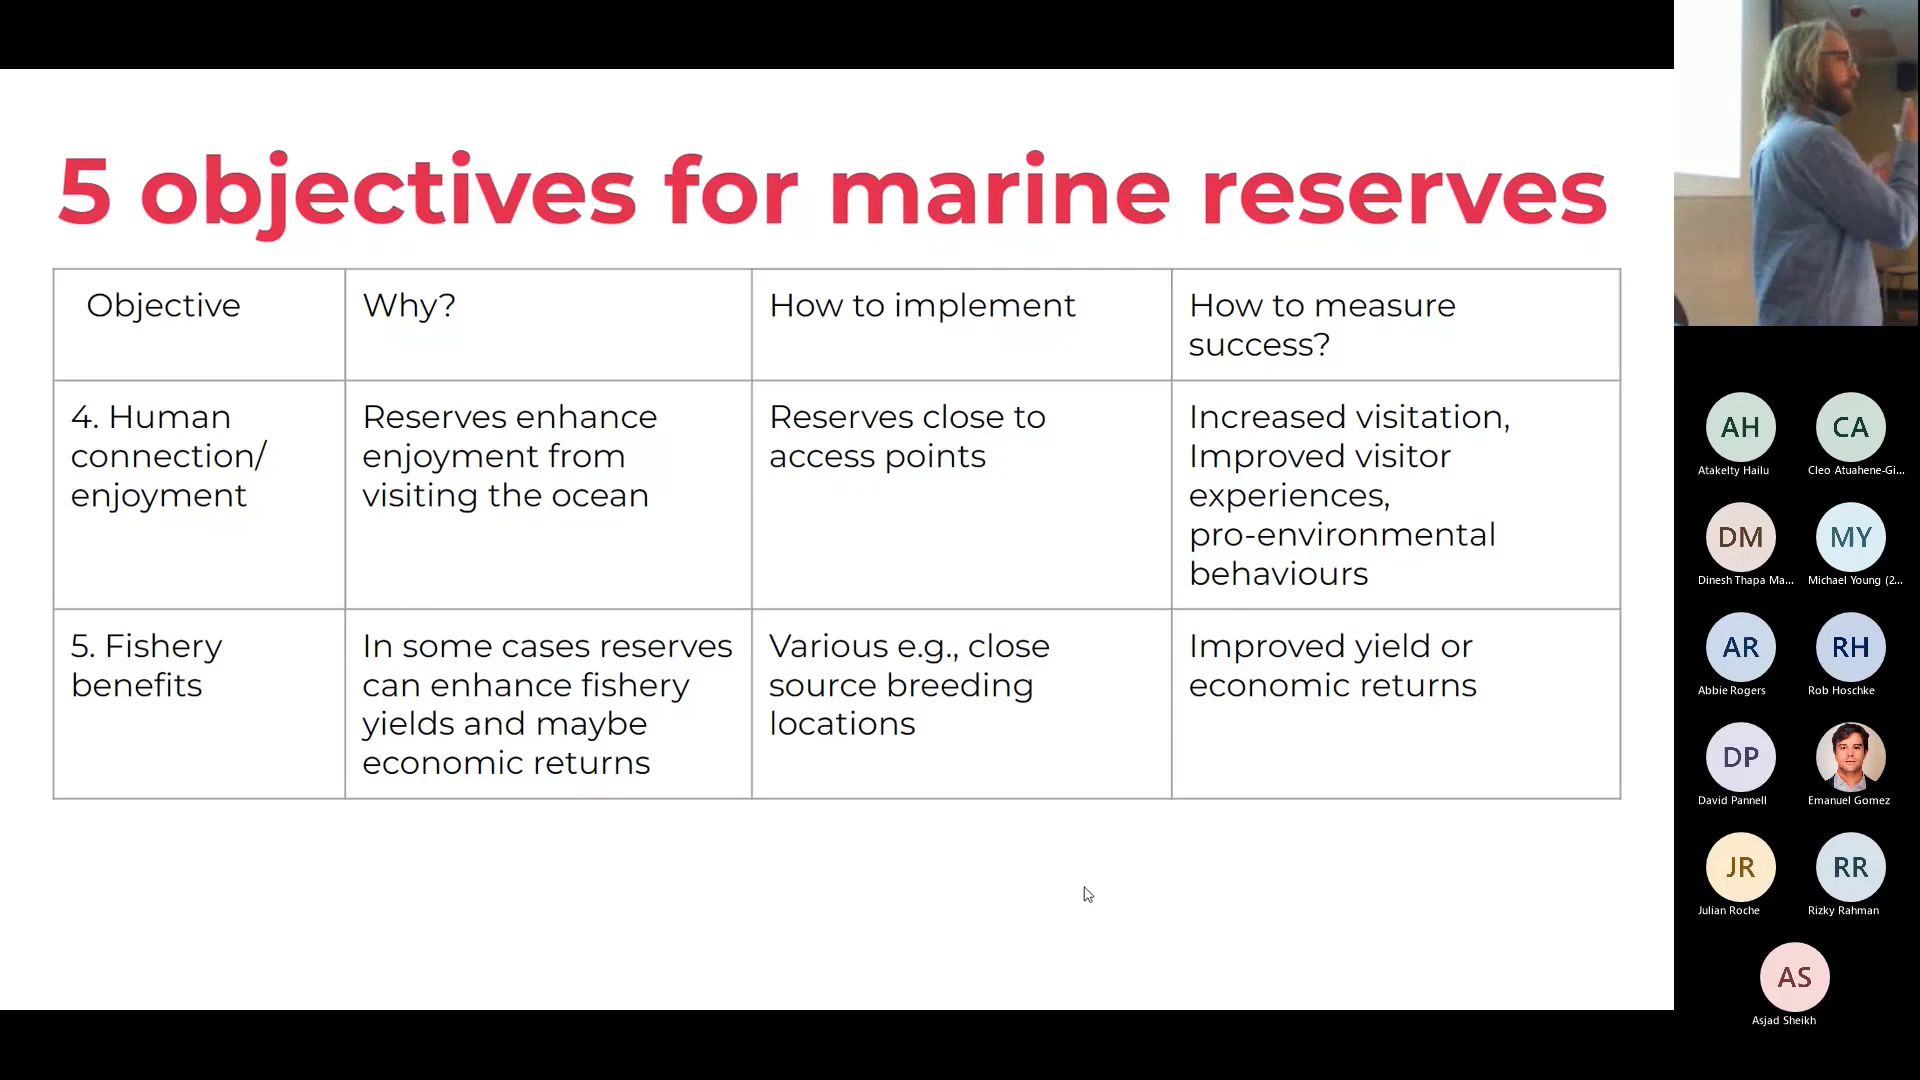 5 objectives for marine reserves
Objective
Why?
How to implement
How to measure
success?
4. Human
connection/
enjoyment
Reserves enhance
enjoyment from
visiting the ocean
Reserves close to
access points
Increased visitation,
Improved visitor
experiences,
pro-environmental
behaviours
5. Fishery
benefits
In some cases reserves
can enhance fishery
yields and maybe
economic returns
Various e.g., close
source breeding
locations
Improved yield or
economic returns
AH
Atakelty Hailu
CA
Cleo Atuahene-Gi...
DM
Dinesh Thapa Ma...
MY
Michael Young (2...
AR
Abbie Rogers
RH
Rob Hoschke
DP
David Pannell
Emanuel Gomez
JR
Julian Roche
RR
Rizky Rahman
AS
Asjad Sheikh